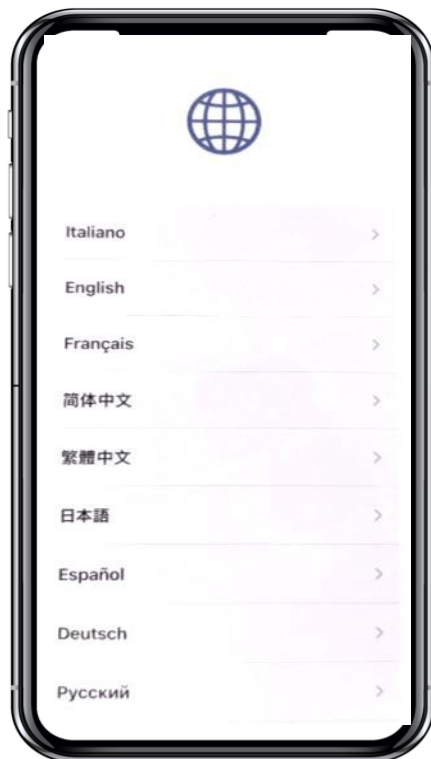 Italiano
English
Français
简体中文
繁體中文
日本語
Español
Deutsch
Русский